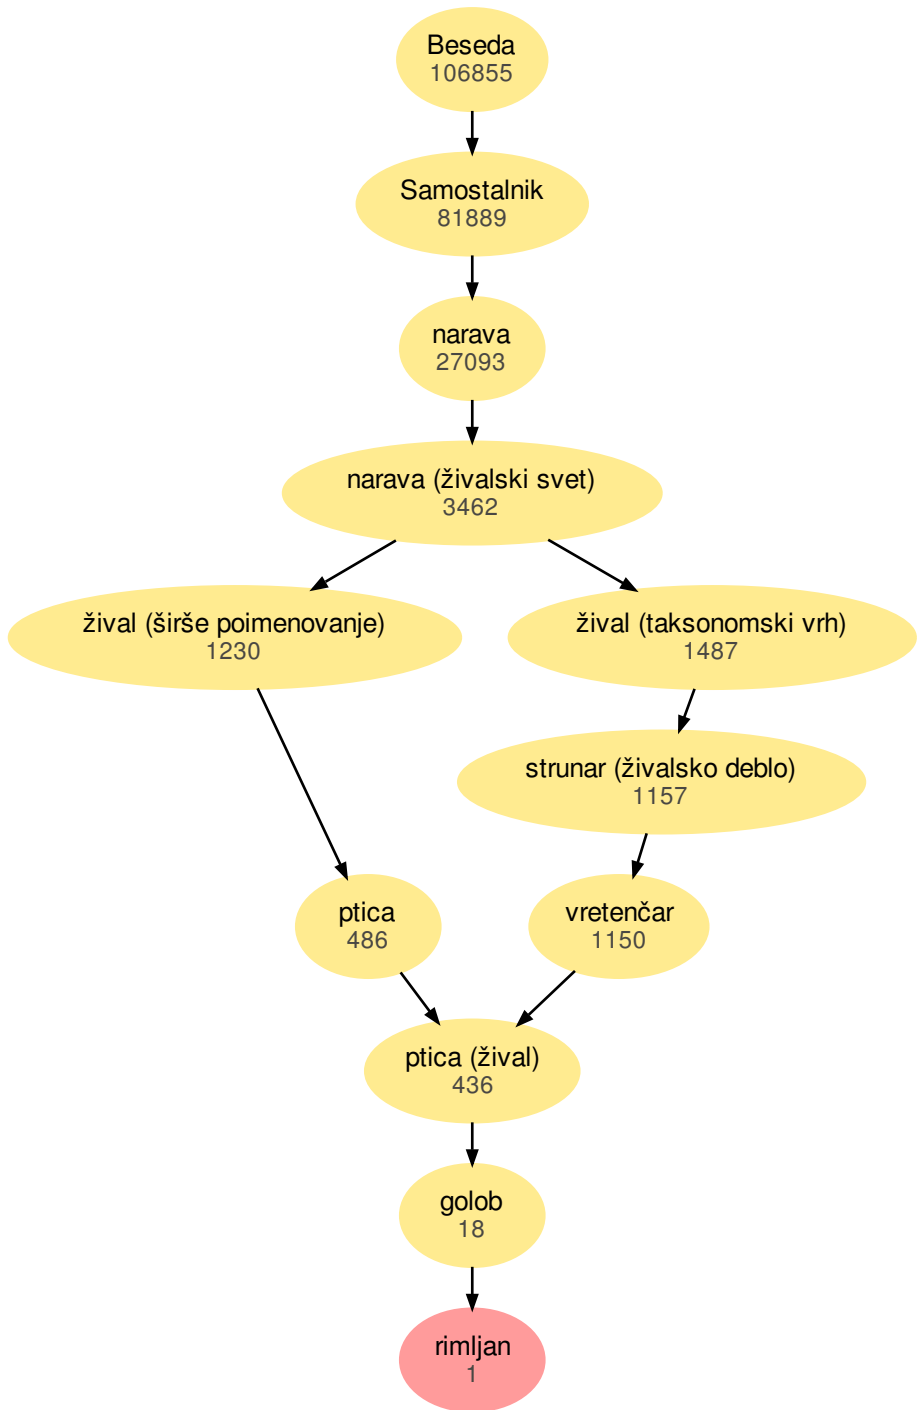 Beseda
106855
Samostalnik
81889
narava
27093
narava (živalski svet)
3462
žival (širše poimenovanje)
1230
žival (taksonomski vrh)
1487
strunar (živalsko deblo)
1157
ptica
486
vretenčar
1150
ptica (žival)
436
golob
18
rimljan
1